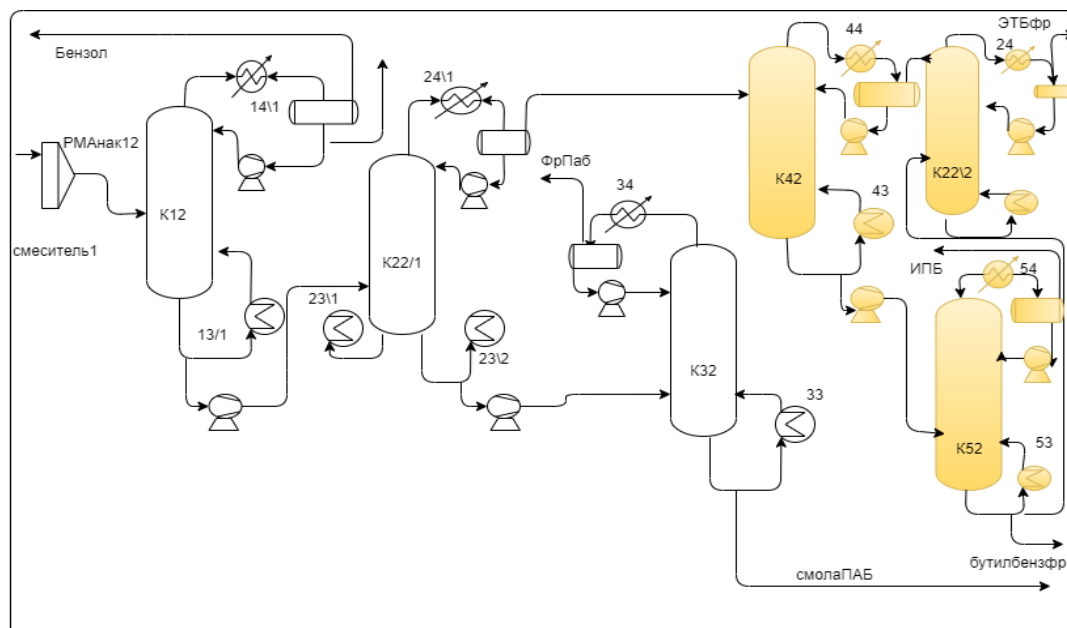 ЭТБфр
44
24
Бензол
24\1
14\1
РМАнак12
ФрПаб
34
К42
К22\2
К12
43
смеситель1
К22/1
ИПБ
54
23\1
13/1
23\2
К32
33
К52
53
бутилбензфр
смолаПАБ